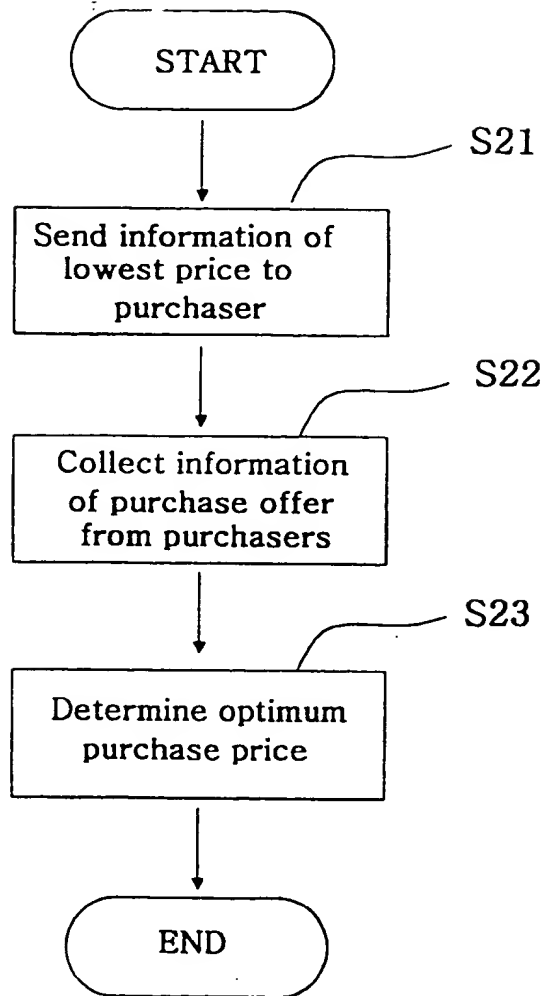 START
S21
Send information of
lowest price to
purchaser
S22
Collect information
of purchase offer
from purchasers
S23
Determine optimum
purchase price
END